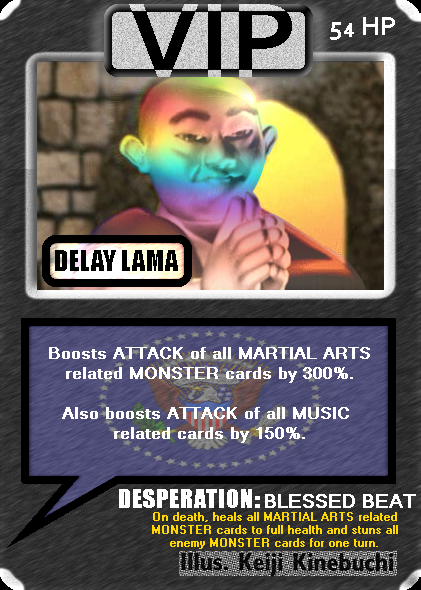 VIP
54 HP
DELAY LAMA
Boosts ATTACK of all MARTIAL ARTS
related MONSTER cards by 300%.
Also boosts ATTACK of all MUSIC
related cards by 150%.
DESPERATION: BLESSED BEAT
On death, heals all MARTIAL ARTS related
MONSTER cards to full health and stuns all
enemy MONSTER cards for one turn.
Illus. Keiji Kinebuchi